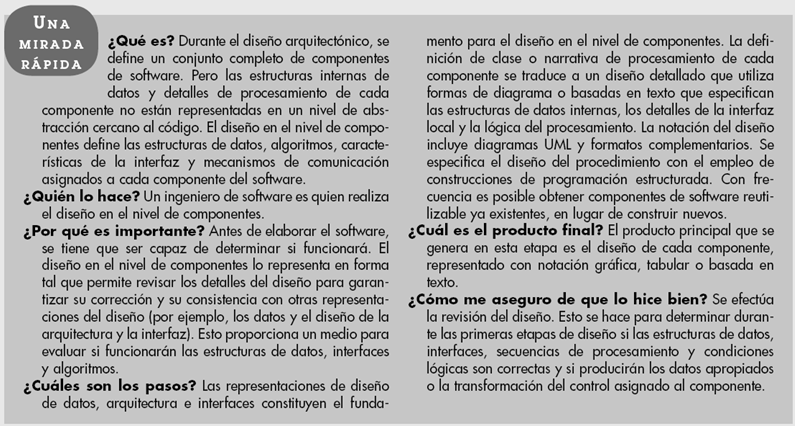 UNA
MIRADA
RÁPIDA
¿Qué es? Durante el diseño arquitectónico, se
define un conjunto completo de componentes
de software. Pero las estructuras internas de
datos y detalles de procesamiento de cada
componente no están representadas en un nivel de abs-
tracción cercano al código. El diseño en el nivel de compo-
nentes define las estructuras de datos, algoritmos, caracte-
rísticas de la interfaz y mecanismos de comunicación
asignados a cada componente del software.
¿Quién lo hace? Un ingeniero de software es quien realiza
el diseño en el nivel de componentes.
¿Por qué es importante? Antes de elaborar el software,
se tiene que ser capaz de determinar si funcionará. El
diseño en el nivel de componentes lo representa en forma
tal que permite revisar los detalles del diseño para garan-
tizar su corrección y su consistencia con otras representa-
ciones del diseño (por ejemplo, los datos y el diseño de la
arquitectura y la interfaz). Esto proporciona un medio para
evaluar si funcionarán las estructuras de datos, interfaces
y algoritmos.
¿Cuáles son los pasos? Las representaciones de diseño
de datos, arquitectura e interfaces constituyen el funda-
mento para el diseño en el nivel de componentes. La defi-
nición de clase o narrativa de procesamiento de cada
componente se traduce a un diseño detallado que utiliza
formas de diagrama o basadas en texto que especifican
las estructuras de datos internas, los detalles de la interfaz
local y la lógica del procesamiento. La notación del diseño
incluye diagramas UML y formatos complementarios. Se
especifica el diseño del procedimiento con el empleo de
construcciones de programación estructurada. Con fre-
cuencia es posible obtener componentes de software reuti-
lizable ya existentes, en lugar de construir nuevos.
¿Cuál es el producto final? El producto principal que se
genera en esta etapa es el diseño de cada componente,
representado con notación gráfica, tabular o basada en
texto.
¿Cómo me aseguro de que lo hice bien? Se efectúa
la revisión del diseño. Esto se hace para determinar duran-
te las primeras etapas de diseño si las estructuras de datos,
interfaces, secuencias de procesamiento y condiciones
lógicas son correctas y si producirán los datos apropiados
o la transformación del control asignado al componente.